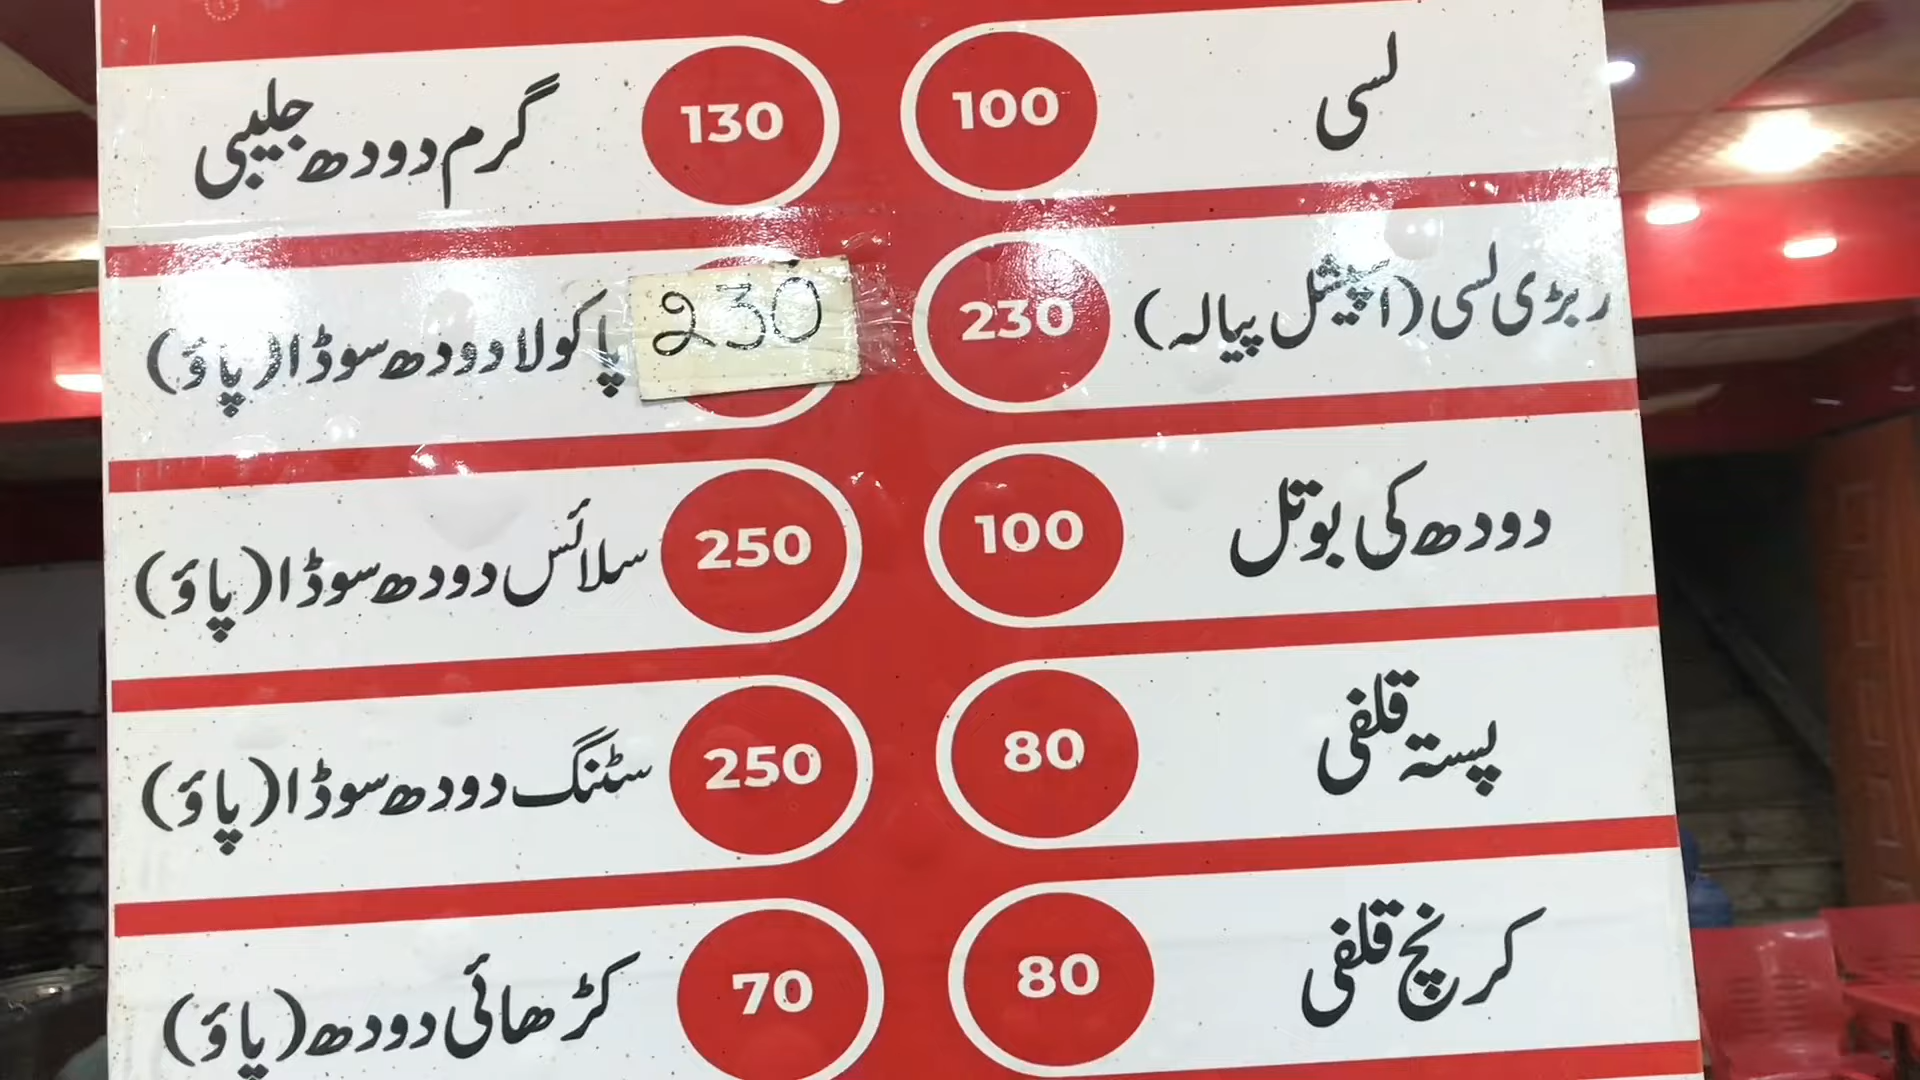 لسی 100
ربڑی لسی (اسپیشل پیالہ) 230
دودھ کی بوتل 100
پستہ قلفی 80
کرنچ قلفی 80
130 گرم دودھ جلیبی
230 پاکولا دودھ سوڈا (پاؤ)
250 سلائس دودھ سوڈا (پاؤ)
250 سٹنگ دودھ سوڈا (پاؤ)
70 کڑھائی دودھ (پاؤ)